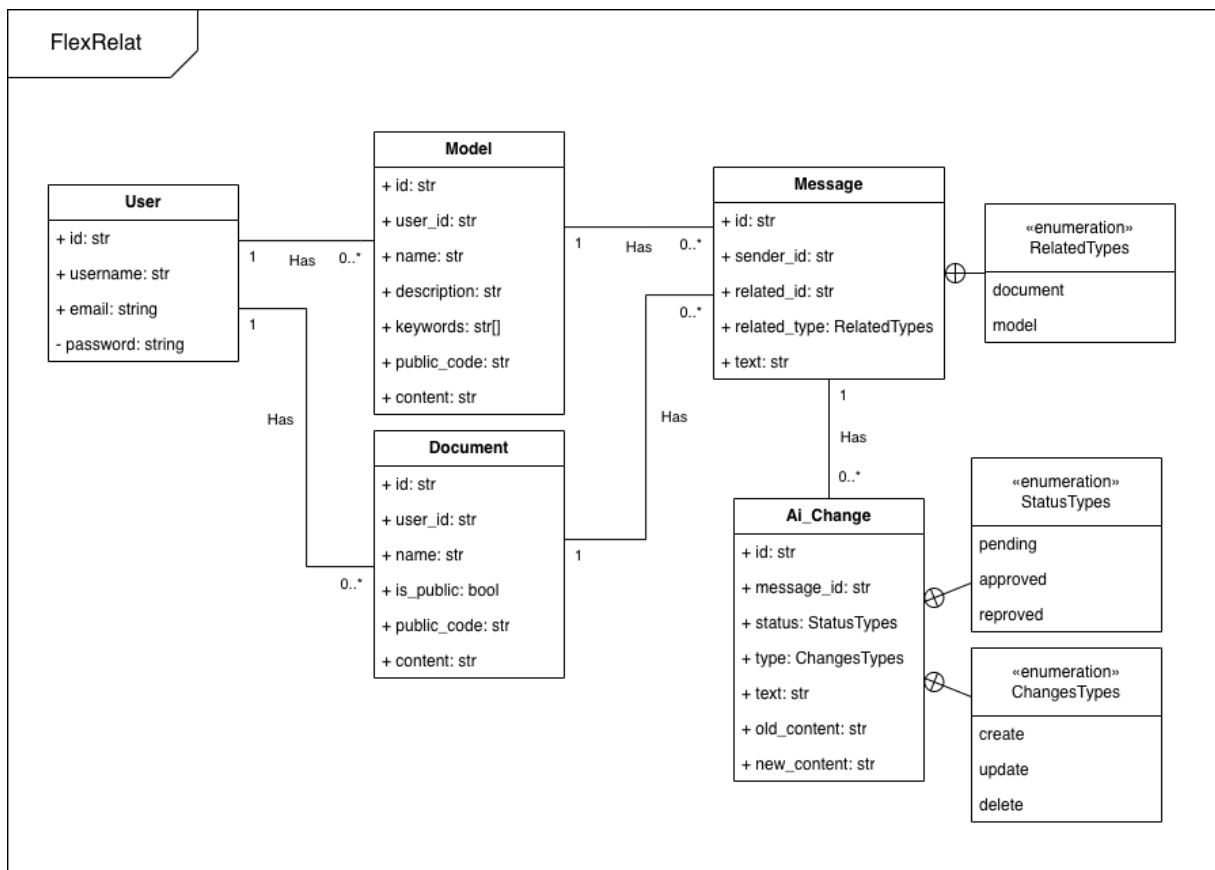 FlexRelat
User
+ id: str
+ username: str
+ email: string
- password: string
1
Has
0..*
1
Has
0..*
Model
+ id: str
+ user_id: str
+ name: str
+ description: str
+ keywords: str[]
+ public_code: str
+ content: str
1
Has
0..*
Document
+ id: str
+ user_id: str
+ name: str
+ is_public: bool
+ public_code: str
+ content: str
1
Has
0..*
Message
+ id: str
+ sender_id: str
+ related_id: str
+ related_type: RelatedTypes
+ text: str
«enumeration»
RelatedTypes
document
model
1
Has
0..*
Ai_Change
+ id: str
+ message_id: str
+ status: StatusTypes
+ type: ChangesTypes
+ text: str
+ old_content: str
+ new_content: str
«enumeration»
StatusTypes
pending
approved
reproved
«enumeration»
ChangesTypes
create
update
delete